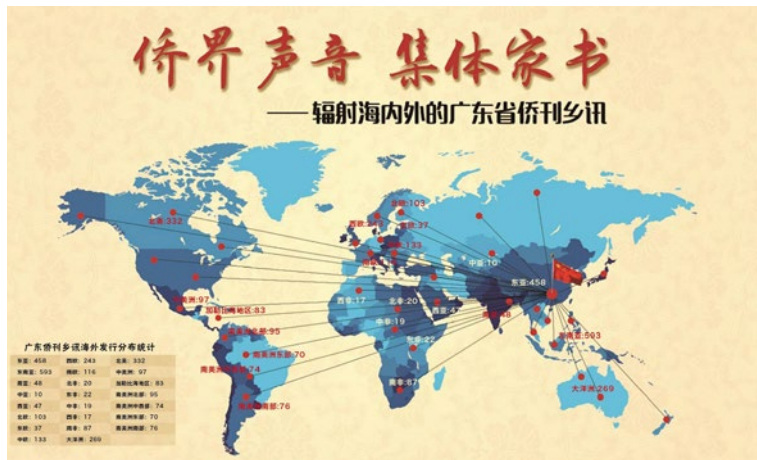 侨界声音 集体家书
——辐射海内外的广东省侨刊乡讯
北欧:103
北美:332
西欧:243
东欧:37
中欧:133
中亚:10
东亚:458
中美洲:97
加勒比海地区:83
西非:17
北非:20
西亚:47
南亚:48
中非:19
东南亚:593
南美洲北部:95
东非:22
南美洲东部:70
南美洲中西部:74
南非:87
大洋洲:269
南美洲南部:76
广东侨刊乡讯海外发行分布统计
东亚: 458 西欧: 243 北美: 332
东南亚: 593 南欧: 116 中美洲: 97
南亚: 48 北非: 20 加勒比海地区: 83
中亚: 10 东非: 22 南美洲北部: 95
西亚: 47 中非: 19 南美洲中西部: 74
北欧: 103 西非: 17 南美洲东部: 70
东欧: 37 南非: 87 南美洲南部: 76
中欧: 133 大洋洲: 269